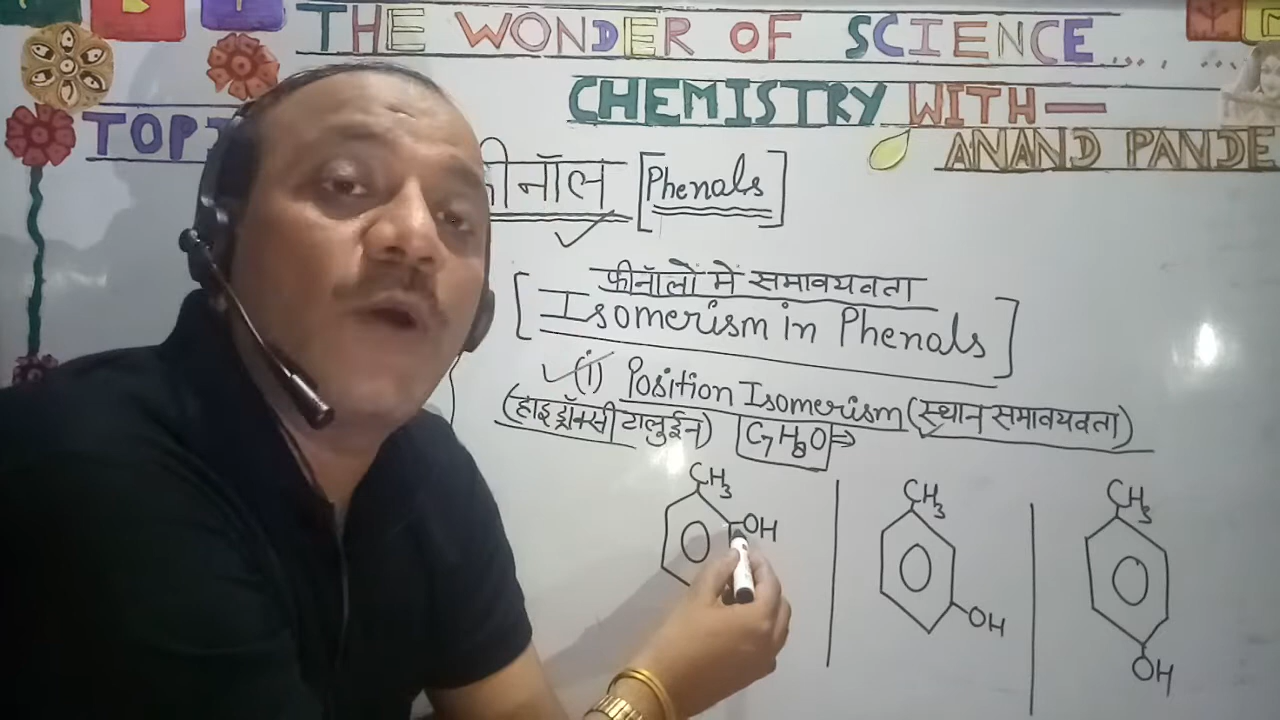 THE WONDER OF SCIENCE.... ...
CHEMISTRY WITH—
ANAND PANDE
[Phenals]
फ़ीनॉलों में समावयवता
[Isomerism in Phenals]
(i) Position Isomerism (स्थान समावयवता)
(हाइड्रॉक्सी टालुईन) C₇H₈O ⇒
CH₃ CH₃ CH₃
OH
OH
OH